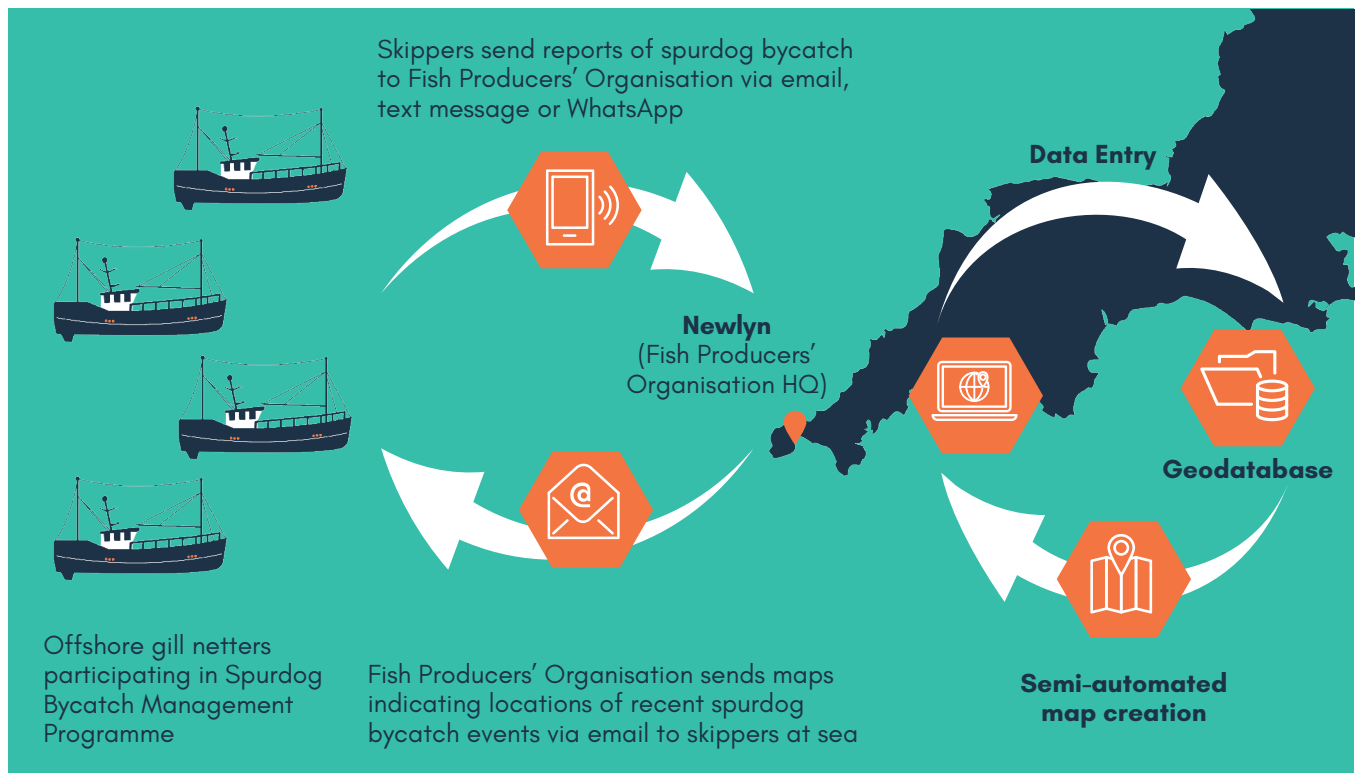 Skippers send reports of spurdog bycatch
to Fish Producers’ Organisation via email,
text message or WhatsApp
Data Entry
Newlyn
(Fish Producers’
Organisation HQ)
@
Geodatabase
Offshore gill netters
participating in Spurdog
Bycatch Management
Programme
Fish Producers’ Organisation sends maps
indicating locations of recent spurdog
bycatch events via email to skippers at sea
Semi-automated
map creation